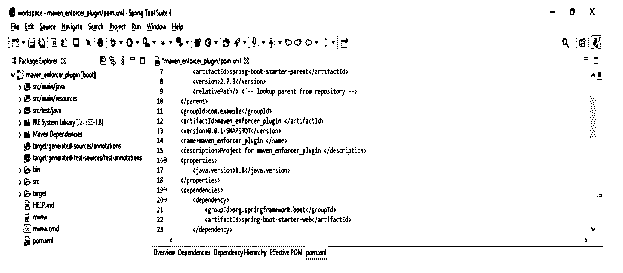 workspace - maven_enforcer_plugin/pom.xml - Spring Tool Suite 4
File Edit Source Navigate Search Project Run Window Help
Package Explorer
*maven_enforcer_plugin/pom.xml
maven_enforcer_plugin [boot]
src/main/java
src/main/resources
src/test/java
JRE System Library
Maven Dependencies
target/generated-sources/annotations
target/generated-test-sources/test-annotations
bin
src
target
HELP.md
mvnw
mvnw.cmd
pom.xml
7 <artifactId>spring-boot-starter-parent</artifactId>
8 <version>2.7.3</version>
9 <relativePath/> <!-- lookup parent from repository -->
10 </parent>
11 <groupId>com.example</groupId>
12 <artifactId>maven_enforcer_plugin </artifactId>
13 <version>0.0.1-SNAPSHOT</version>
14 <name>maven_enforcer_plugin </name>
15 <description>Project for maven_enforcer_plugin </description>
16 <properties>
17 <java.version>1.8</java.version>
18 </properties>
19 <dependencies>
20 <dependency>
21 <groupId>org.springframework.boot</groupId>
22 <artifactId>spring-boot-starter-web</artifactId>
23 </dependency>
Overview Dependencies Dependency Hierarchy Effective POM pom.xml